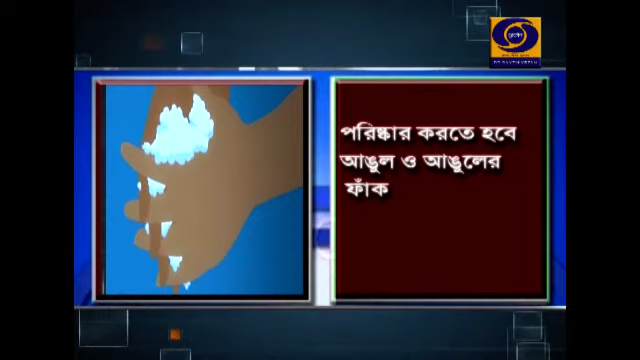 পরিষ্কার করতে হবে
আঙুল ও আঙুলের
ফাঁক